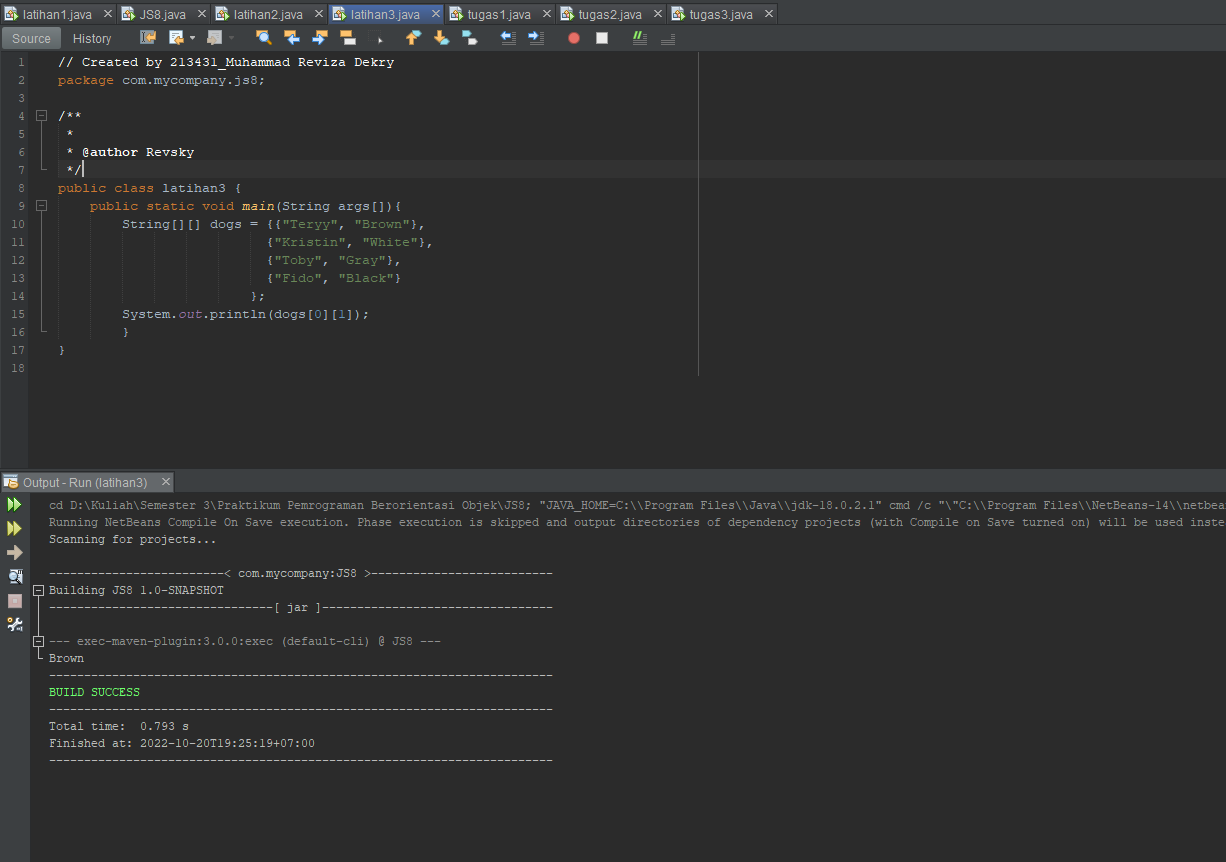 latihan1.java JS8.java latihan2.java latihan3.java tugas1.java tugas2.java tugas3.java
Source History
1 // Created by 213431_Muhammad Reviza Dekry
2 package com.mycompany.js8;
3
4 /**
5 *
6 * @author Revsky
7 */
8 public class latihan3 {
9 public static void main(String args[]){
10 String[][] dogs = {{"Teryy", "Brown"},
11 {"Kristin", "White"},
12 {"Toby", "Gray"},
13 {"Fido", "Black"}
14 };
15 System.out.println(dogs[0][1]);
16 }
17 }
18
Output - Run (latihan3)
cd D:\Kuliah\Semester 3\Praktikum Pemrograman Berorientasi Objek\JS8; "JAVA_HOME=C:\\Program Files\\Java\\jdk-18.0.2.1" cmd /c "\"C:\\Program Files\\NetBeans-14\\netbea
Running NetBeans Compile On Save execution. Phase execution is skipped and output directories of dependency projects (with Compile on Save turned on) will be used inste
Scanning for projects...
-------------------------< com.mycompany:JS8 >--------------------------
Building JS8 1.0-SNAPSHOT
--------------------------------[ jar ]---------------------------------
--- exec-maven-plugin:3.0.0:exec (default-cli) @ JS8 ---
Brown
------------------------------------------------------------------------
BUILD SUCCESS
------------------------------------------------------------------------
Total time: 0.793 s
Finished at: 2022-10-20T19:25:19+07:00
------------------------------------------------------------------------